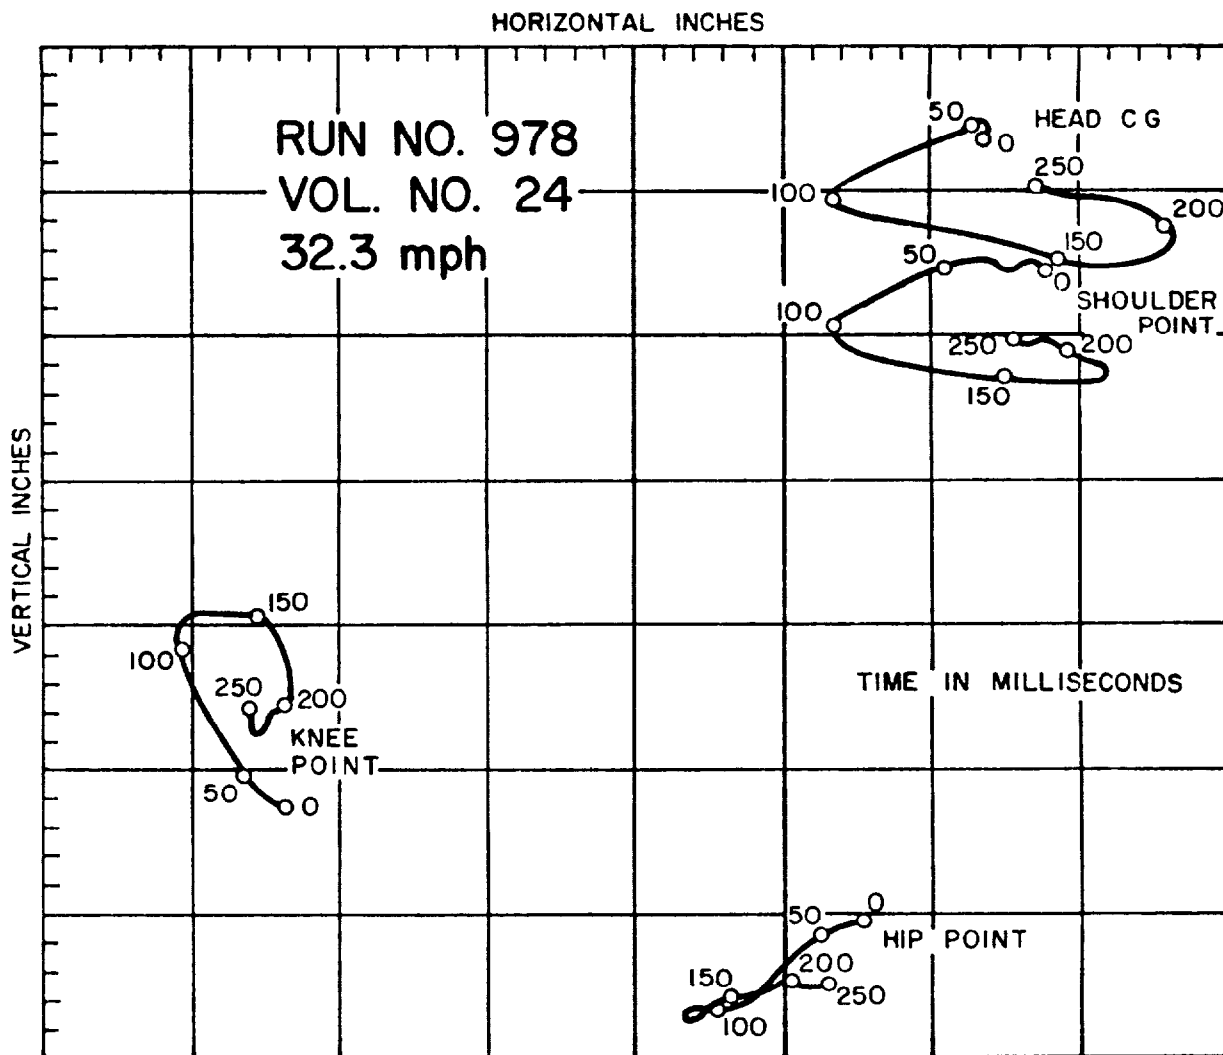 HORIZONTAL INCHES
RUN NO. 978
VOL. NO. 24
32.3 mph
VERTICAL INCHES
50
0
HEAD CG
250
100
200
150
50
0
SHOULDER
POINT
100
250
200
150
150
100
250
200
KNEE
POINT
50
0
TIME IN MILLISECONDS
0
50
HIP POINT
200
150
250
100